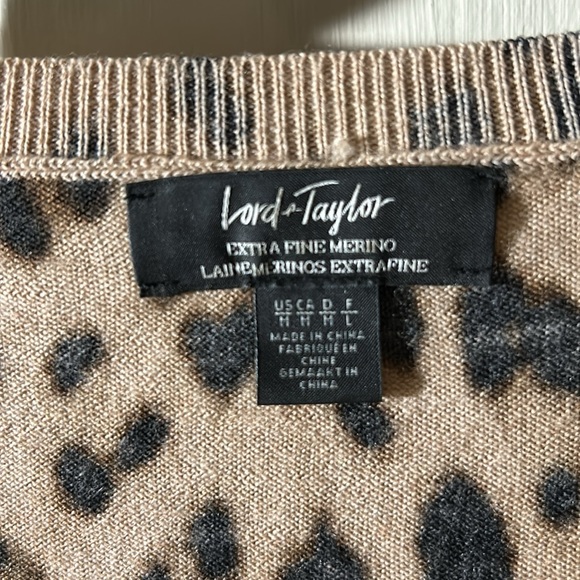 Lord & Taylor
EXTRA FINE MERINO
LAINE MERINOS EXTRAFINE
US CA D F
M M M L
MADE IN CHINA
FABRIQUÉ EN
CHINE
GEMAAKT IN
CHINA